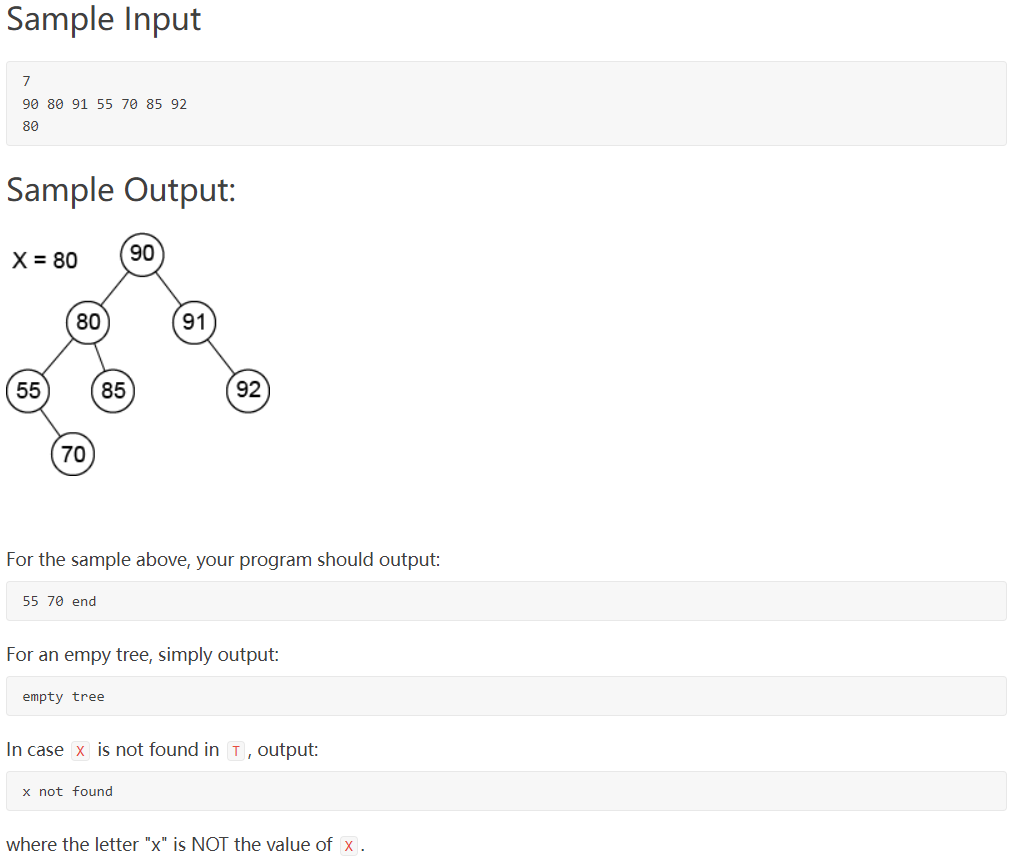 Sample Input
7
90 80 91 55 70 85 92
80
Sample Output:
X = 80
90
80
91
55
85
92
70
For the sample above, your program should output:
55 70 end
For an empy tree, simply output:
empty tree
In case X is not found in T, output:
x not found
where the letter "x" is NOT the value of X.